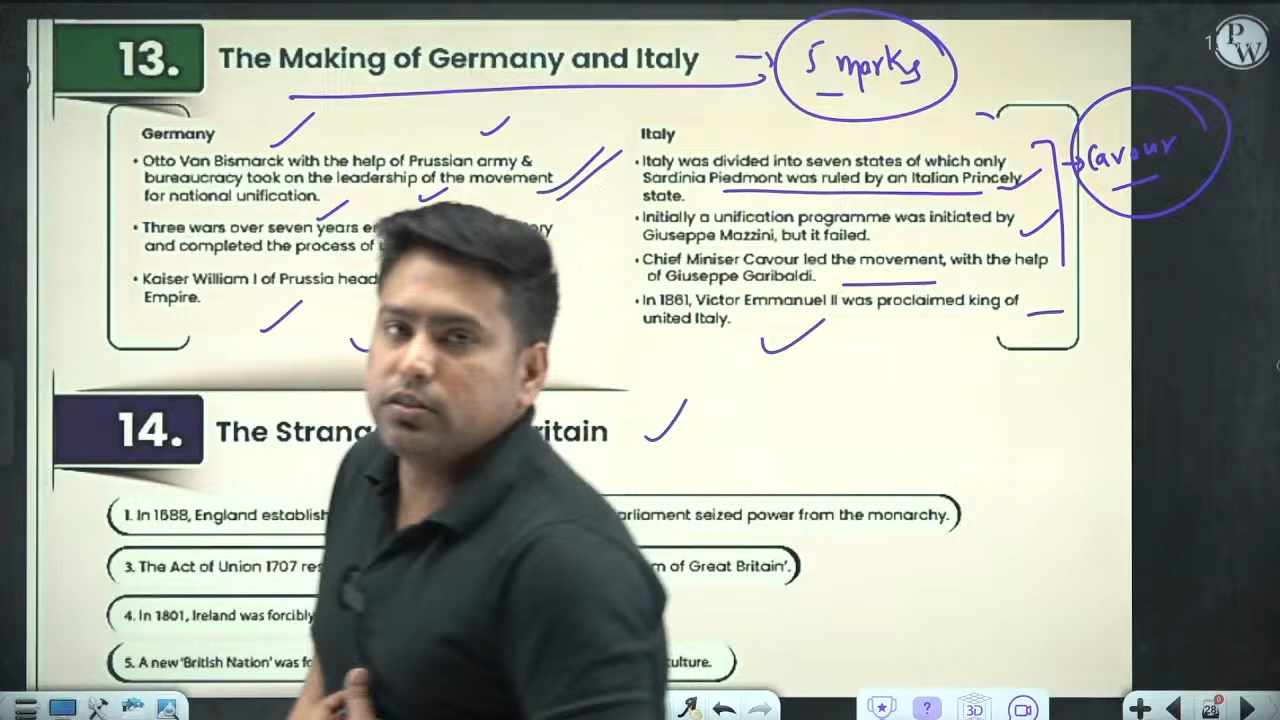 13.
The Making of Germany and Italy
5 marks
P
W
Germany
• Otto Van Bismarck with the help of Prussian army &
bureaucracy took on the leadership of the movement
for national unification.
• Three wars over seven years
and completed the process of
• Kaiser William I of Prussia head
Empire.
Italy
• Italy was divided into seven states of which only
Sardinia Piedmont was ruled by an Italian Princely
state.
• Initially a unification programme was initiated by
Giuseppe Mazzini, but it failed.
• Chief Miniser Cavour led the movement, with the help
of Giuseppe Garibaldi.
• In 1861, Victor Emmanuel II was proclaimed king of
united Italy.
Cavour
14.
The Strang ritain
1. In 1688, England establish arliament seized power from the monarchy.
3. The Act of Union 1707 res m of Great Britain'.
4. In 1801, Ireland was forcibly
5. A new 'British Nation' was fo culture.
?
3D
28